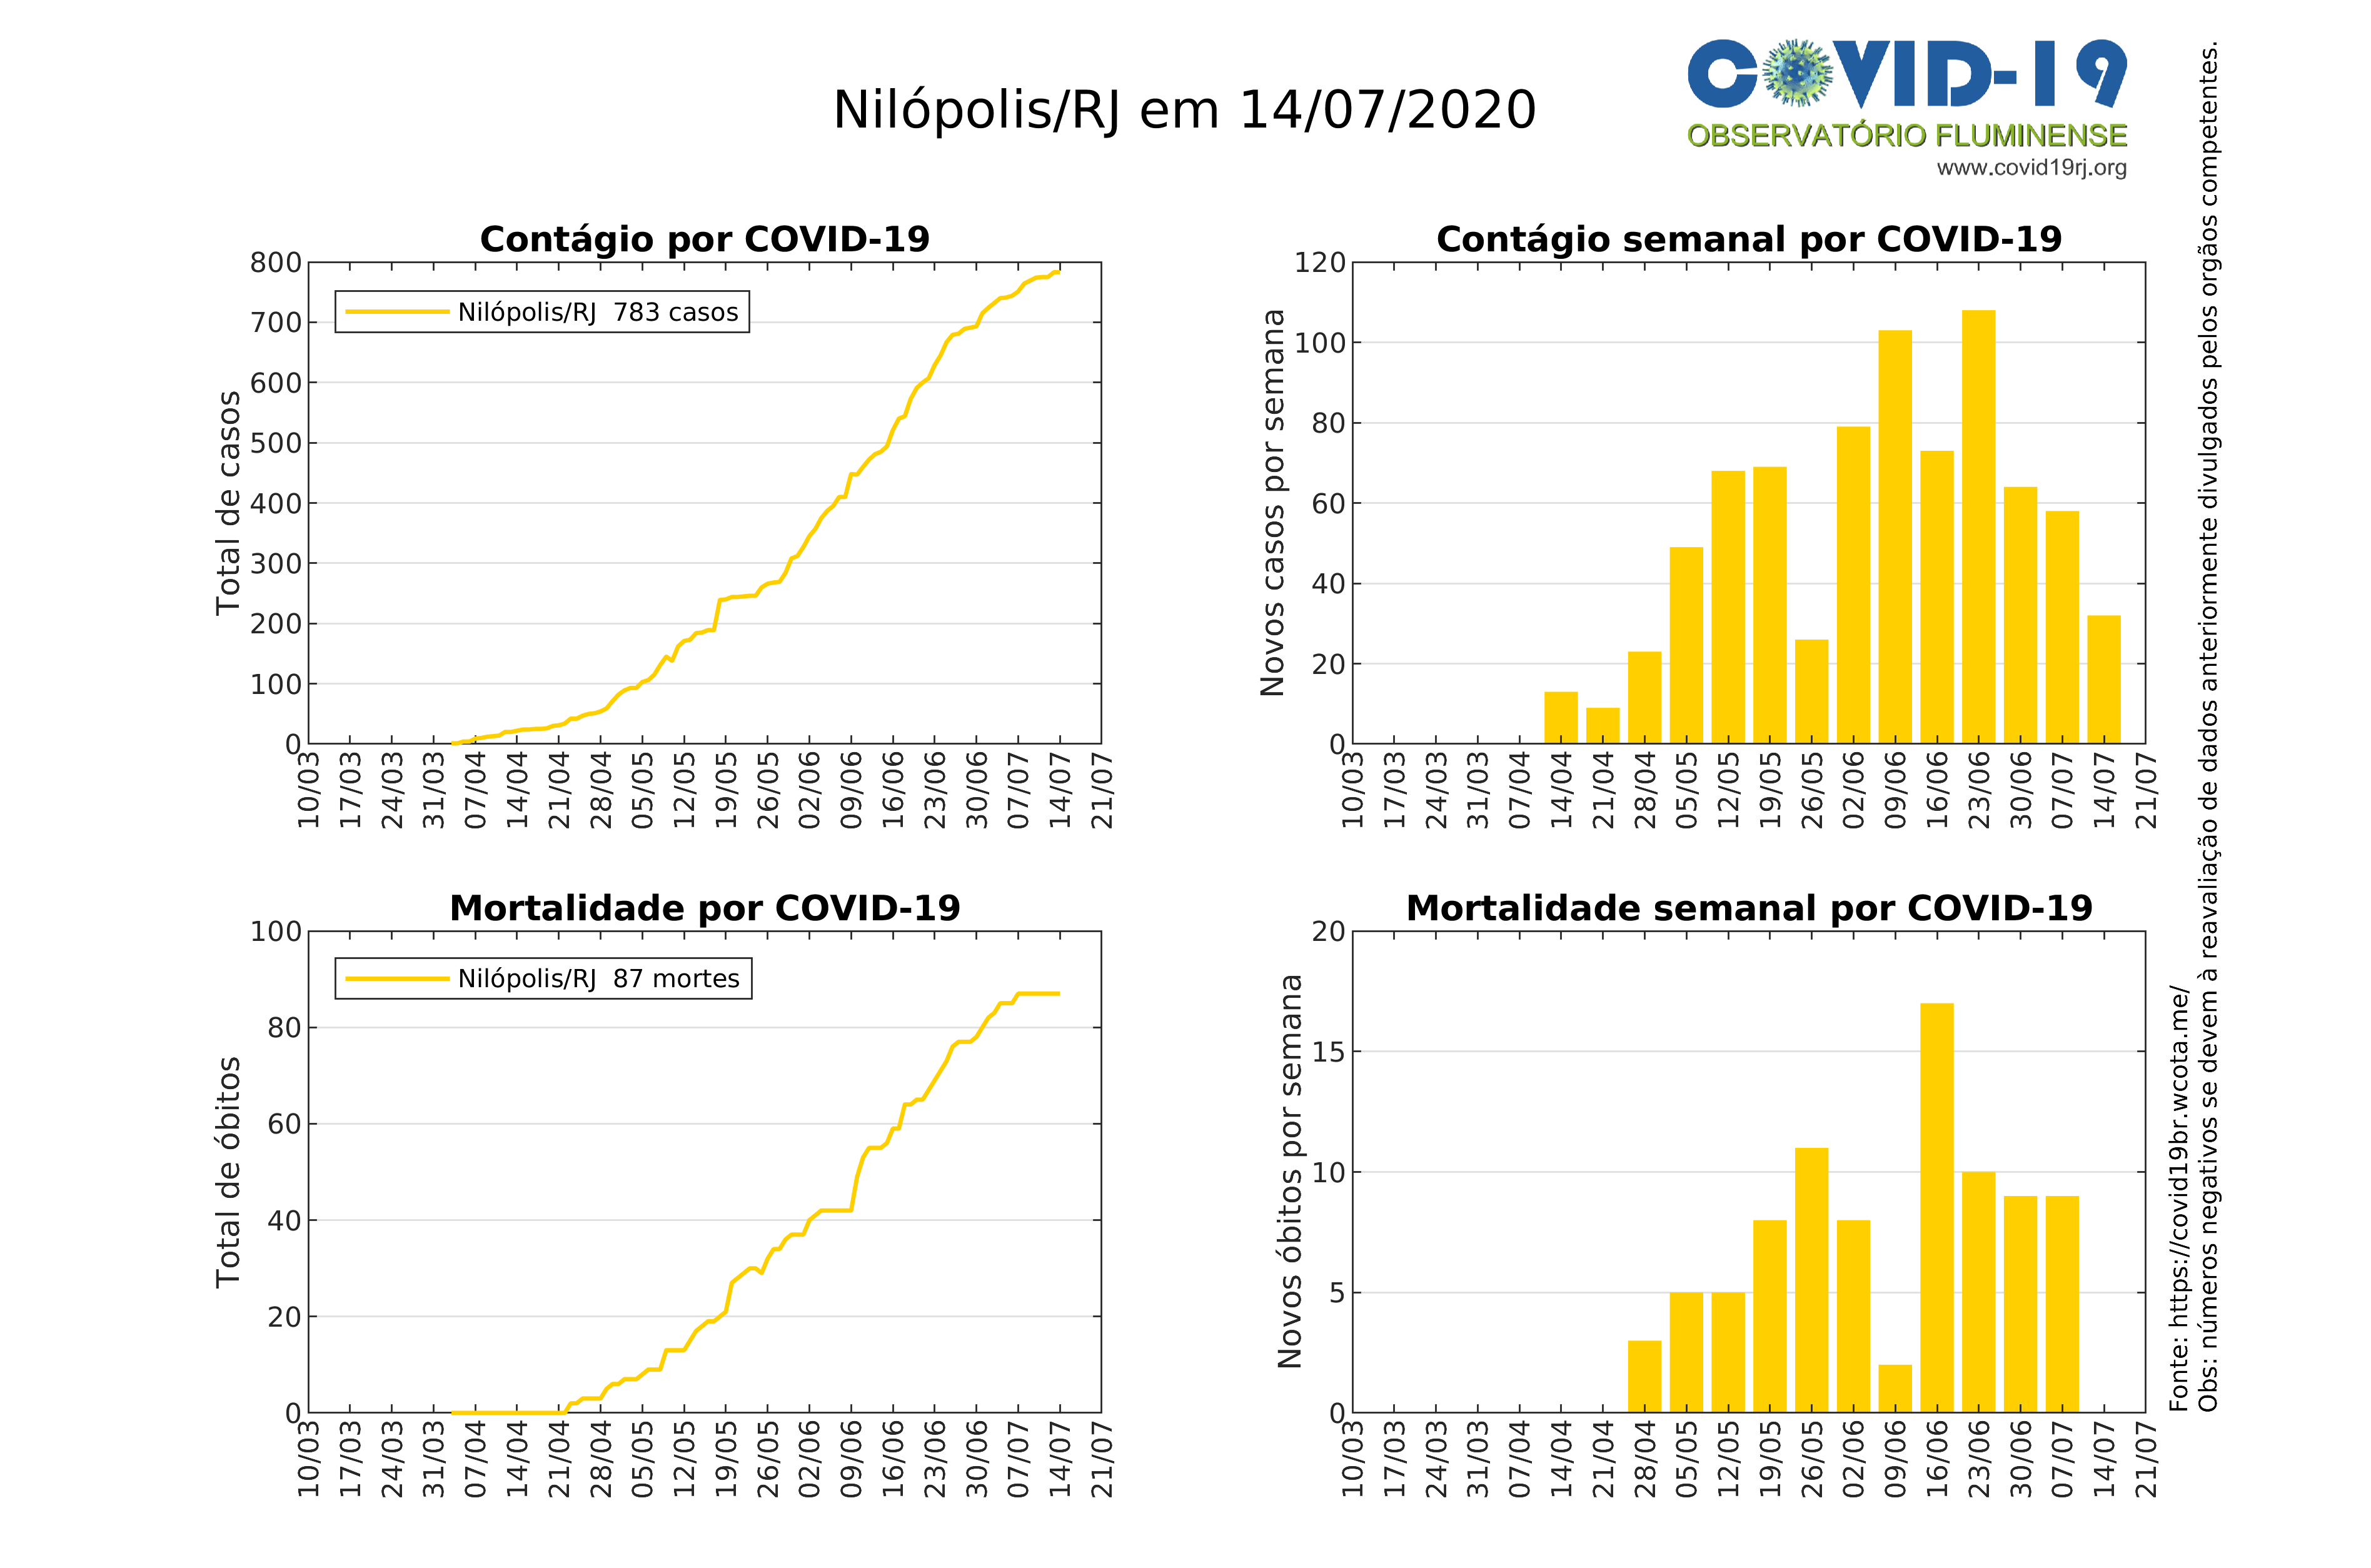 Nilópolis/RJ em 14/07/2020
COVID-19
OBSERVATÓRIO FLUMINENSE
www.covid19rj.org
Contágio por COVID-19
Total de casos
800
700
600
500
400
300
200
100
0
Nilópolis/RJ 783 casos
10/03 17/03 24/03 31/03 07/04 14/04 21/04 28/04 05/05 12/05 19/05 26/05 02/06 09/06 16/06 23/06 30/06 07/07 14/07 21/07
Contágio semanal por COVID-19
Novos casos por semana
120
100
80
60
40
20
0
10/03 17/03 24/03 31/03 07/04 14/04 21/04 28/04 05/05 12/05 19/05 26/05 02/06 09/06 16/06 23/06 30/06 07/07 14/07 21/07
Mortalidade por COVID-19
Total de óbitos
100
80
60
40
20
0
Nilópolis/RJ 87 mortes
10/03 17/03 24/03 31/03 07/04 14/04 21/04 28/04 05/05 12/05 19/05 26/05 02/06 09/06 16/06 23/06 30/06 07/07 14/07 21/07
Mortalidade semanal por COVID-19
Novos óbitos por semana
20
15
10
5
0
10/03 17/03 24/03 31/03 07/04 14/04 21/04 28/04 05/05 12/05 19/05 26/05 02/06 09/06 16/06 23/06 30/06 07/07 14/07 21/07
Fonte: https://covid19br.wcota.me/
Obs: números negativos se devem à reavaliação de dados anteriormente divulgados pelos orgãos competentes.